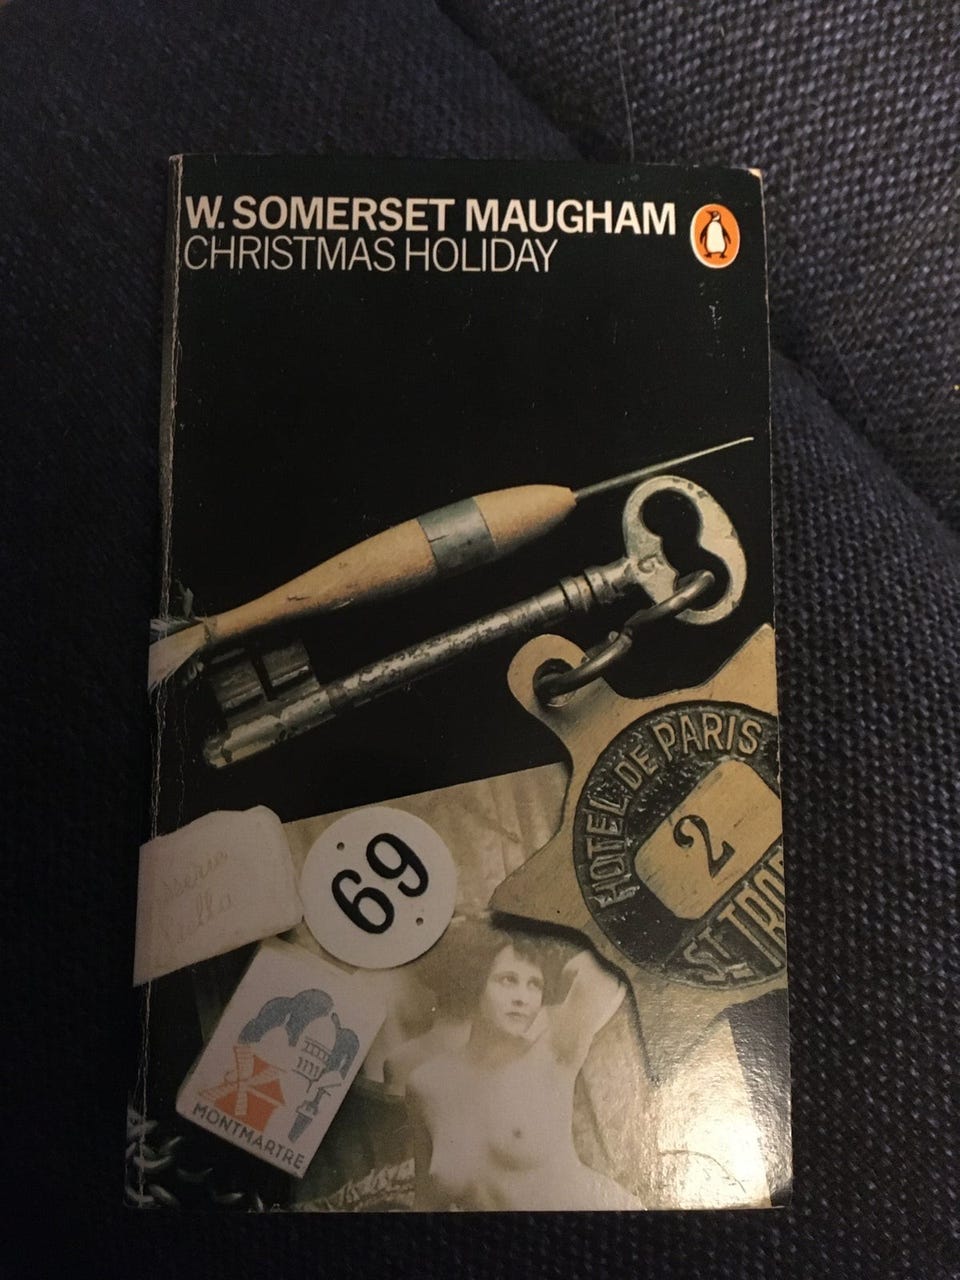 W. SOMERSET MAUGHAM
CHRISTMAS HOLIDAY
HOTEL DE PARIS
2
69
MONTMARTRE